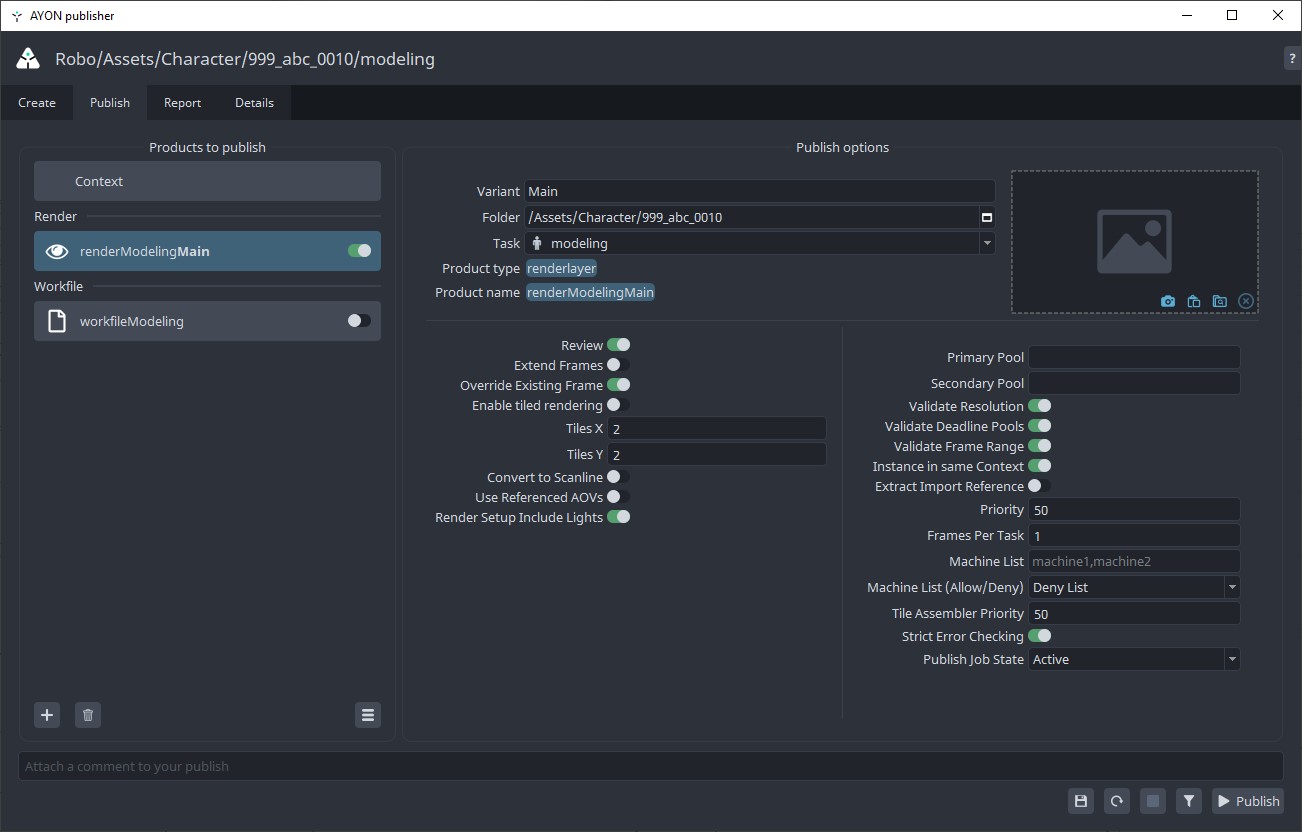 AYON publisher
Robo/Assets/Character/999_abc_0010/modeling
?
Create Publish Report Details
Products to publish
Context
Render
renderModelingMain
Workfile
workfileModeling
Publish options
Variant Main
Folder /Assets/Character/999_abc_0010
Task modeling
Product type renderlayer
Product name renderModelingMain
Review
Extend Frames
Override Existing Frame
Enable tiled rendering
Tiles X 2
Tiles Y 2
Convert to Scanline
Use Referenced AOVs
Render Setup Include Lights
Primary Pool
Secondary Pool
Validate Resolution
Validate Deadline Pools
Validate Frame Range
Instance in same Context
Extract Import Reference
Priority 50
Frames Per Task 1
Machine List machine1,machine2
Machine List (Allow/Deny) Deny List
Tile Assembler Priority 50
Strict Error Checking
Publish Job State Active
Attach a comment to your publish
Publish